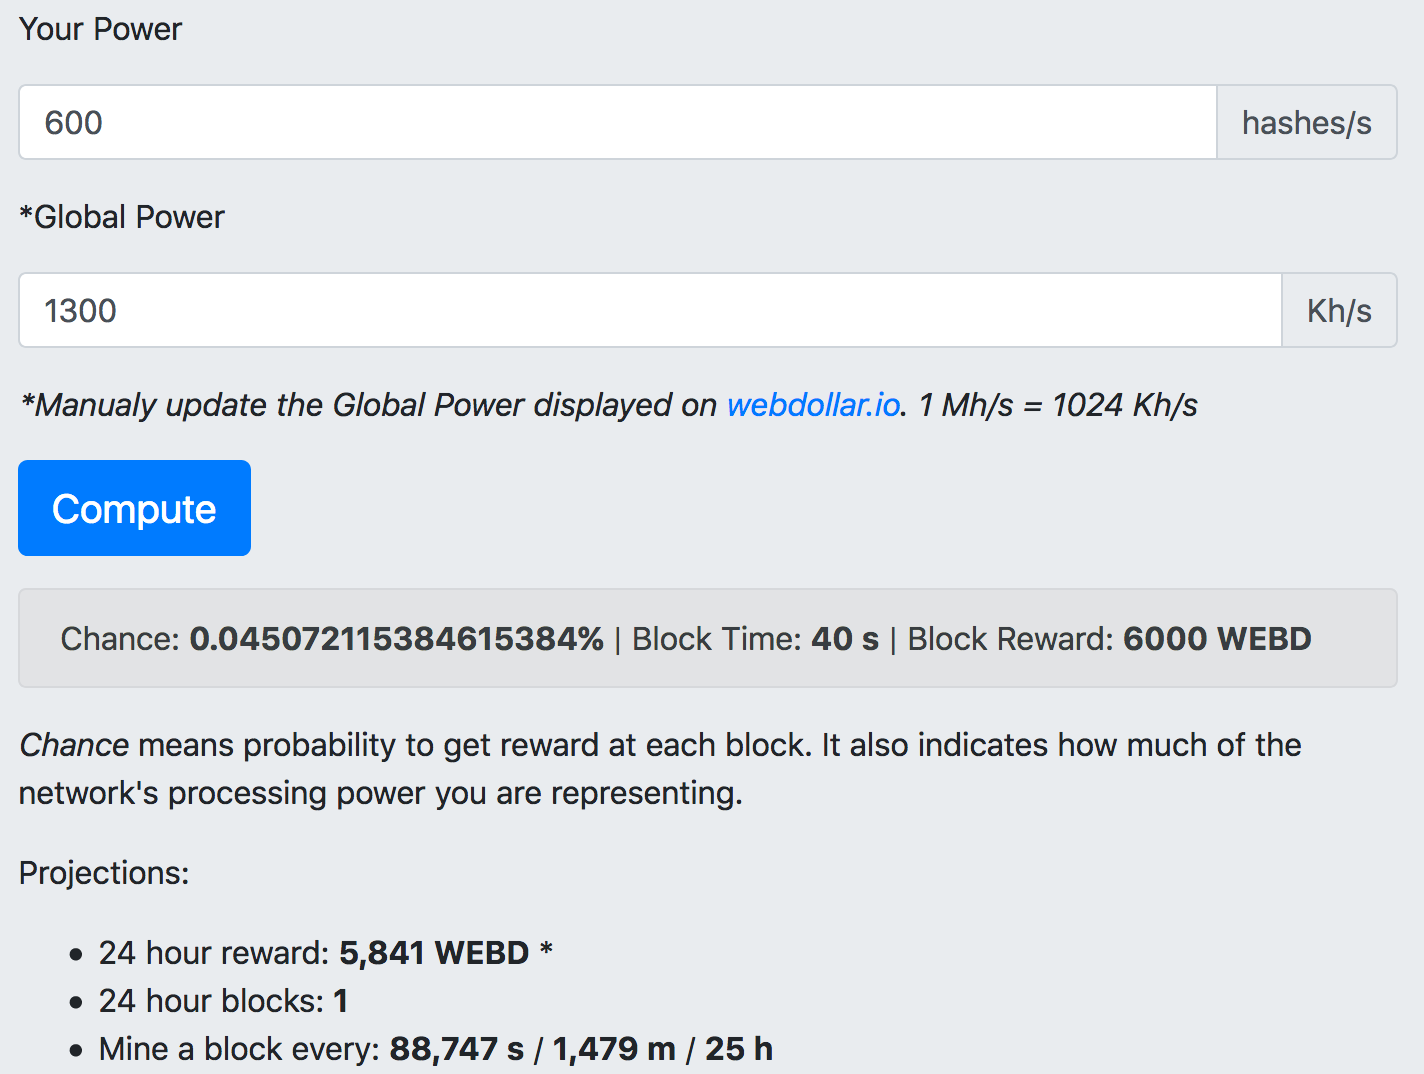 Your Power
600 hashes/s
*Global Power
1300 Kh/s
*Manualy update the Global Power displayed on webdollar.io. 1 Mh/s = 1024 Kh/s
Compute
Chance: 0.045072115384615384% | Block Time: 40 s | Block Reward: 6000 WEBD
Chance means probability to get reward at each block. It also indicates how much of the
network's processing power you are representing.
Projections:
• 24 hour reward: 5,841 WEBD *
• 24 hour blocks: 1
• Mine a block every: 88,747 s / 1,479 m / 25 h